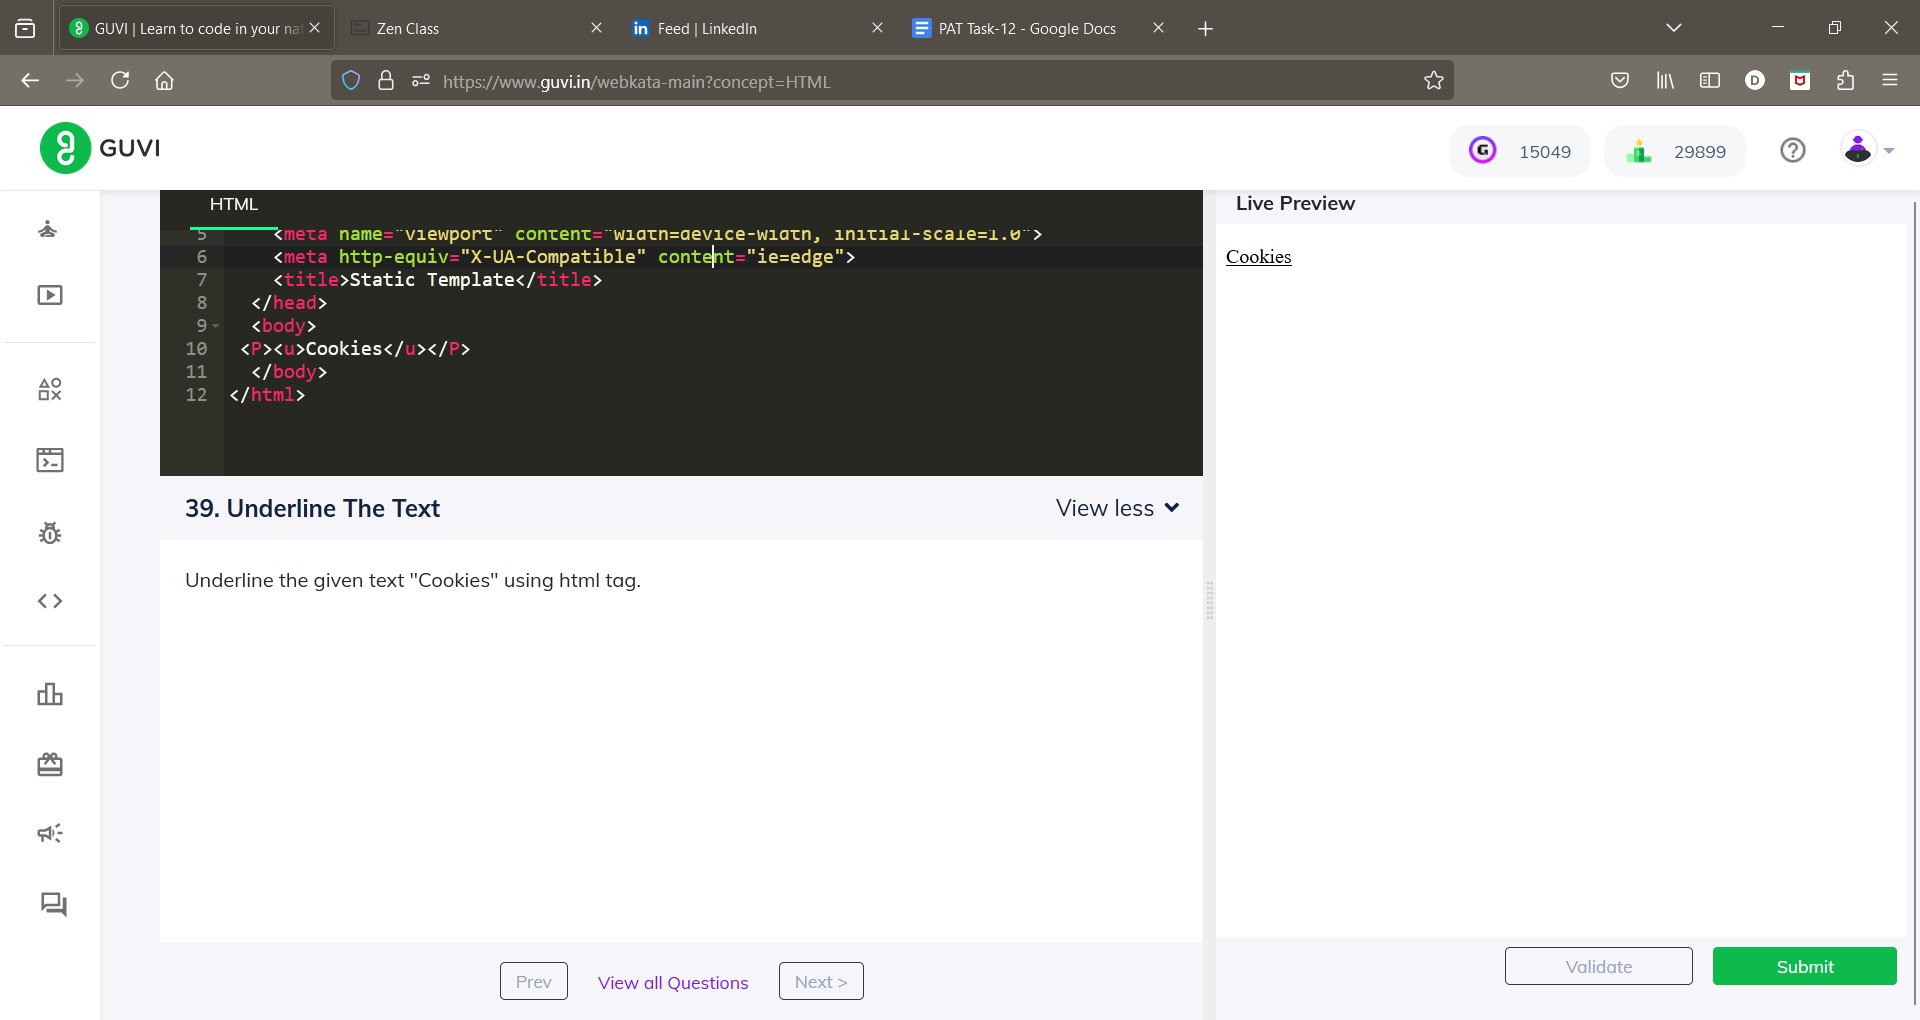 GUVI | Learn to code in your nat
Zen Class
Feed | LinkedIn
PAT Task-12 - Google Docs
https://www.guvi.in/webkata-main?concept=HTML
D
GUVI
G
15049
29899
HTML
Live Preview
5 <meta name="viewport" content="width=device-width, initial-scale=1.0">
6 <meta http-equiv="X-UA-Compatible" content="ie=edge">
7 <title>Static Template</title>
8 </head>
9 <body>
10 <P><u>Cookies</u></P>
11 </body>
12 </html>
Cookies
39. Underline The Text
View less
Underline the given text "Cookies" using html tag.
Prev
View all Questions
Next >
Validate
Submit